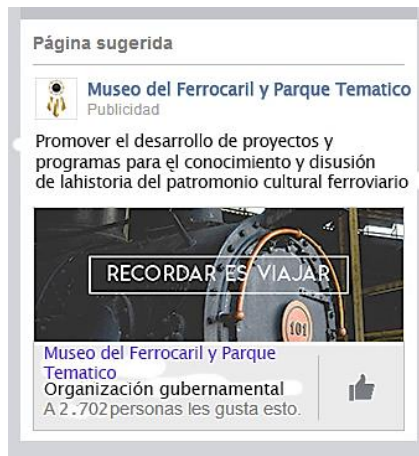 Página sugerida
Museo del Ferrocaril y Parque Tematico
Publicidad
Promover el desarrollo de proyectos y
programas para el conocimiento y disusión
de lahistoria del patromonio cultural ferroviario
RECORDAR ES VIAJAR
101
Museo del Ferrocaril y Parque
Tematico
Organización gubernamental
A 2.702 personas les gusta esto.